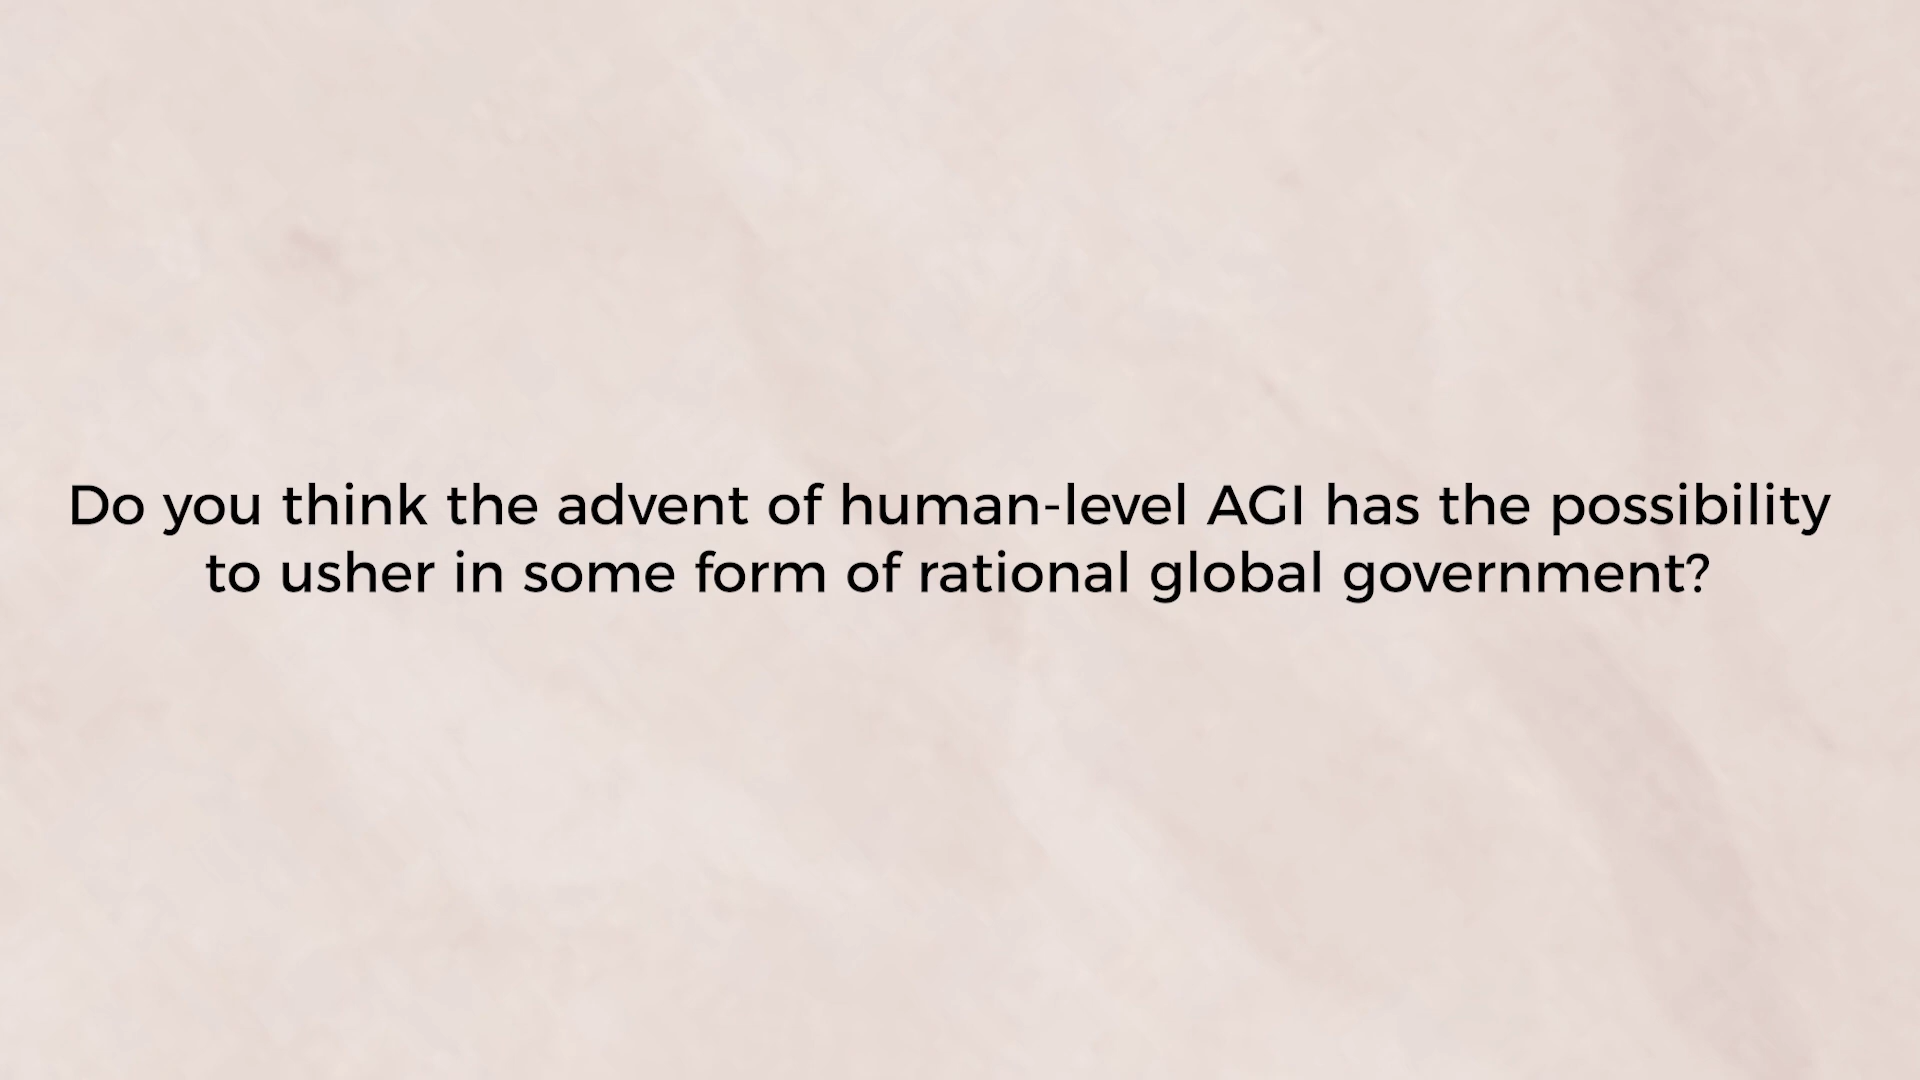 Do you think the advent of human-level AGI has the possibility
to usher in some form of rational global government?